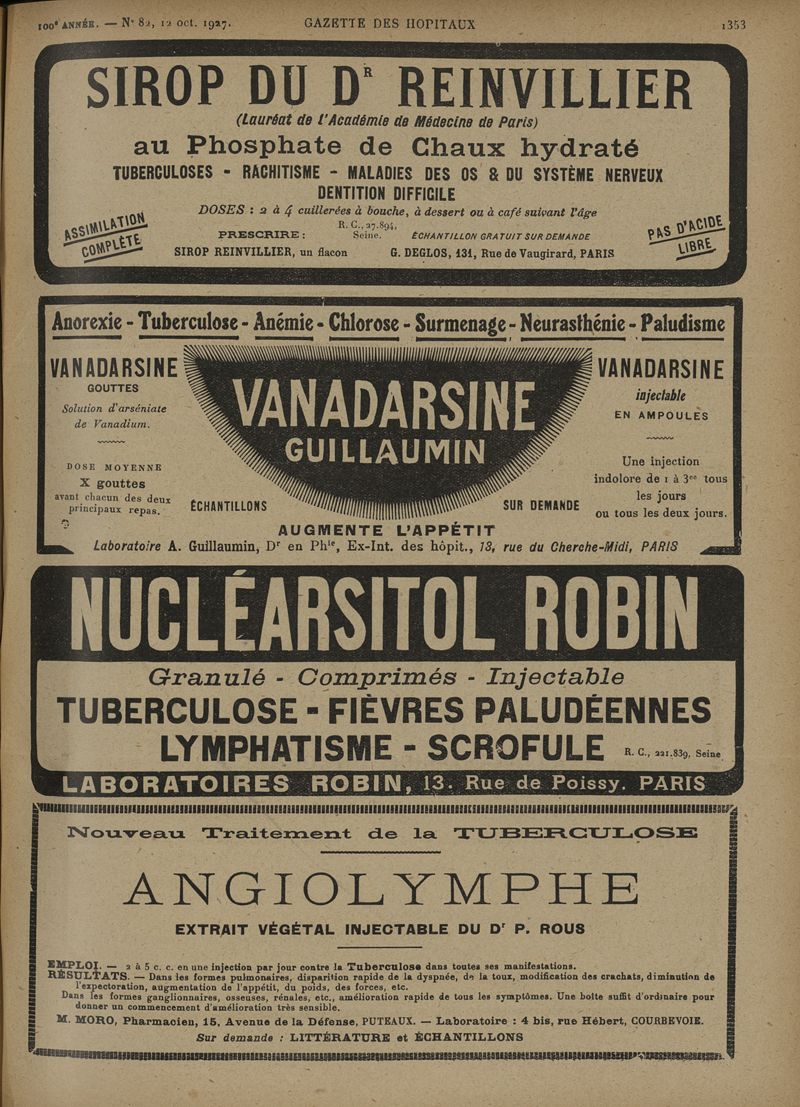 100ᵉ ANNÉE. — Nº 82, 12 oct. 1927.
GAZETTE DES HOPITAUX
1353
SIROP DU Dᴿ REINVILLIER
(Lauréat de l'Académie de Médecine de Paris)
au Phosphate de Chaux hydraté
TUBERCULOSES - RACHITISME - MALADIES DES OS & DU SYSTÈME NERVEUX
DENTITION DIFFICILE
DOSES : 2 à 4 cuillerées à bouche, à dessert ou à café suivant l'âge
ASSIMILATION
COMPLÈTE
PRESCRIRE :
R. C., 27.894,
Seine.
ÉCHANTILLON GRATUIT SUR DEMANDE
SIROP REINVILLIER, un flacon
G. DEGLOS, 131, Rue de Vaugirard, PARIS
PAS D'ACIDE
LIBRE
Anorexie - Tuberculose - Anémie - Chlorose - Surmenage - Neurasthénie - Paludisme
VANADARSINE
GOUTTES
Solution d'arséniate
de Vanadium.
DOSE MOYENNE
X gouttes
avant chacun des deux
principaux repas.
VANADARSINE
GUILLAUMIN
ÉCHANTILLONS
SUR DEMANDE
VANADARSINE
injectable
EN AMPOULES
Une injection
indolore de 1 à 3ᶜᶜ tous
les jours
ou tous les deux jours.
AUGMENTE L'APPÉTIT
Laboratoire A. Guillaumin, Dʳ en Phⁱᵉ, Ex-Int. des hôpit., 13, rue du Cherche-Midi, PARIS
NUCLÉARSITOL ROBIN
Granulé - Comprimés - Injectable
TUBERCULOSE - FIÈVRES PALUDÉENNES
LYMPHATISME - SCROFULE
R. C., 221.839, Seine
LABORATOIRES ROBIN, 13. Rue de Poissy. PARIS
Nouveau Traitement de la TUBERCULOSE
ANGIOLYMPHE
EXTRAIT VÉGÉTAL INJECTABLE DU Dʳ P. ROUS
EMPLOI. — 2 à 5 c. c. en une injection par jour contre la Tuberculose dans toutes ses manifestations.
RÉSULTATS. — Dans les formes pulmonaires, disparition rapide de la dyspnée, de la toux, modification des crachats, diminution de
l'expectoration, augmentation de l'appétit, du poids, des forces, etc.
Dans les formes ganglionnaires, osseuses, rénales, etc., amélioration rapide de tous les symptômes. Une boîte suffit d'ordinaire pour
donner un commencement d'amélioration très sensible.
M. MORO, Pharmacien, 15, Avenue de la Défense, PUTEAUX. — Laboratoire : 4 bis, rue Hébert, COURBEVOIE.
Sur demande : LITTÉRATURE et ÉCHANTILLONS